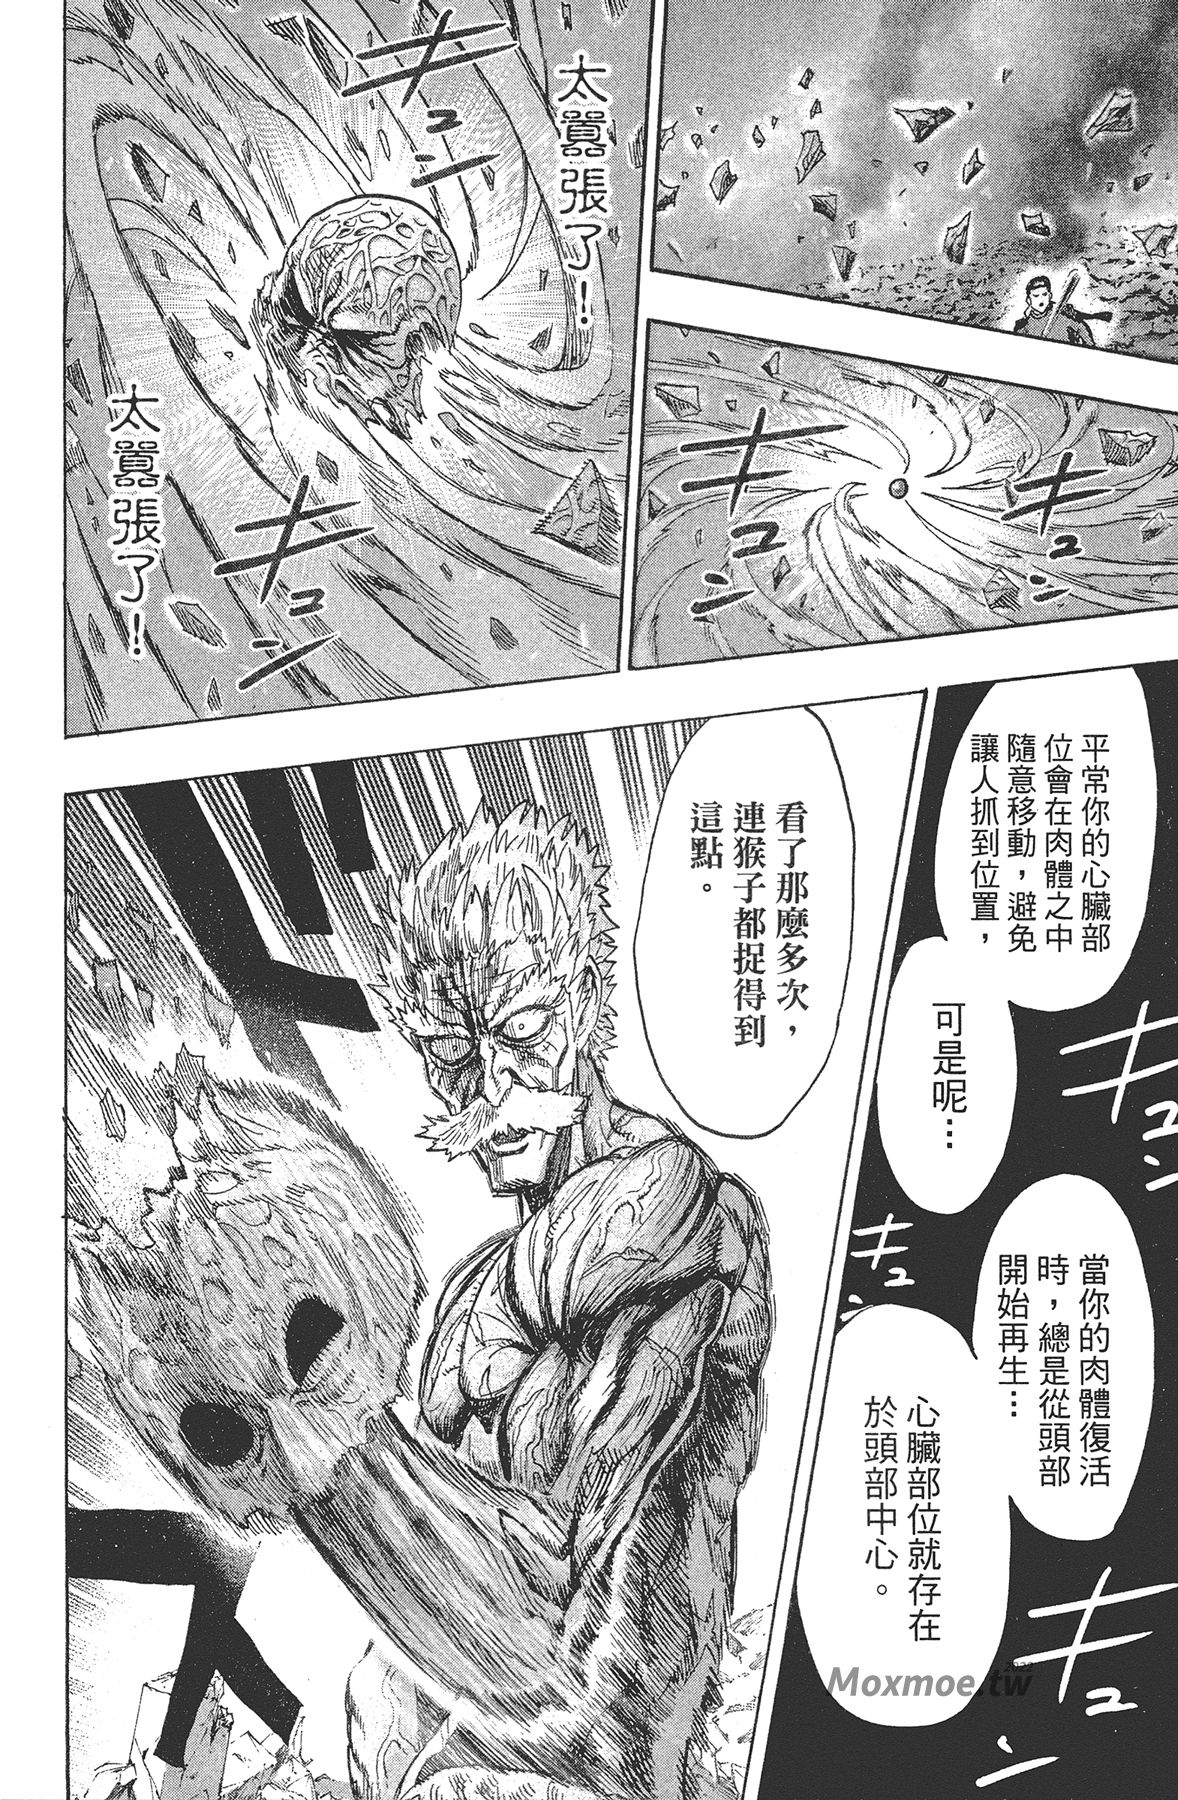 キュン
キュン
太囂張了！
キュン
太囂張了！
キュン
平常你的心臟部
位會在肉體之中
隨意移動，避免
讓人抓到位置，
可是呢…
キュン
當你的肉體復活
時，總是從頭部
開始再生…
キュン
心臟部位就存在
於頭部中心。
キュン
看了那麼多次，
連猴子都捉得到
這點。
2022
Moxmoe.tw